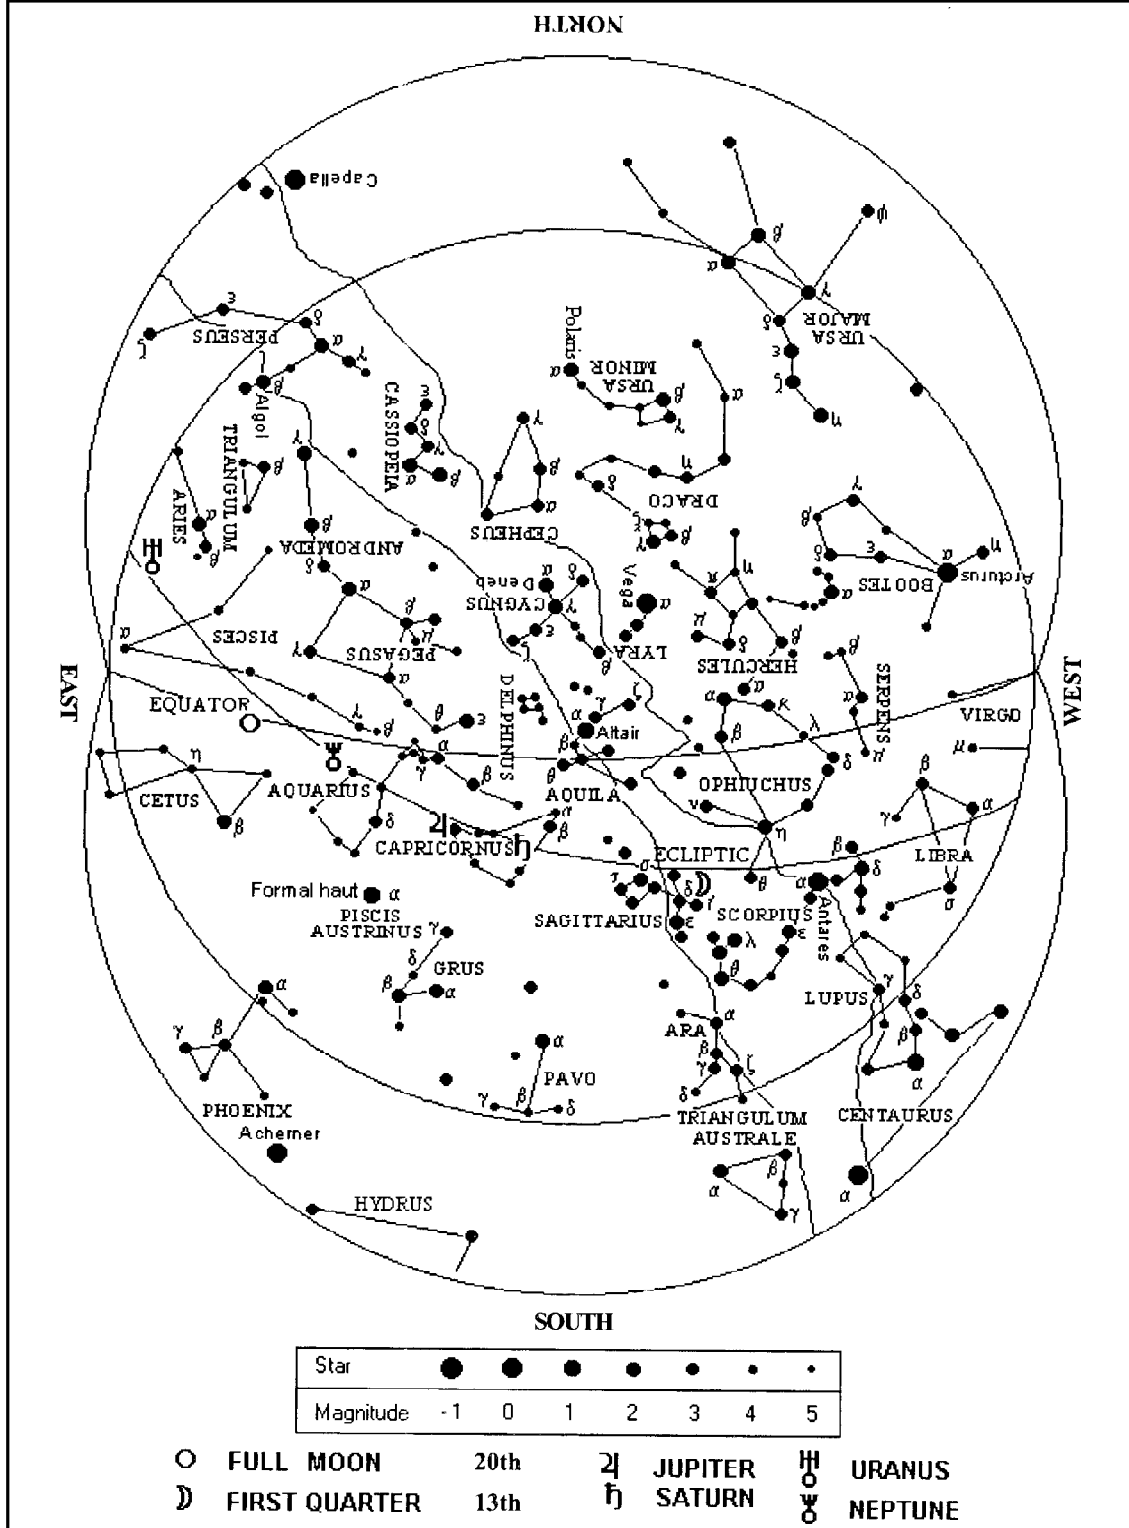 NORTH
Capella
ψ
β
α
γ
ε
δ
URSA MAJOR
PERSEUS
ζ
α
γ
Polaris
α
URSA MINOR
δ
ε
ζ
η
β
Algol
CASSIOPEIA
ε
δ
γ
α
β
β
γ
α
TRIANGULUM
β
γ
γ
β
α
CEPHEUS
η
δ
DRACO
ζ
γ
β
γ
β
ARIES
α
β
ANDROMEDA
β
δ
α
δ
ε
α
η
BOOTES
Arcturus
Deneb
α
δ
CYGNUS
γ
ε
ζ
β
Vega
α
LYRA
π
η
μ
δ
β
HERCULES
α
α
PISCES
γ
PEGASUS
β
μ
α
β
SERPENS
α
μ
EAST
WEST
EQUATOR
γ
β
θ
ε
DELPHINUS
γ
ζ
α
Altair
β
θ
AQUILA
α
α
κ
β
λ
δ
OPHIUCHUS
ν
η
θ
VIRGO
μ
η
CETUS
β
AQUARIUS
γ
α
β
δ
CAPRICORNUS
α
β
ECLIPTIC
β
α
γ
LIBRA
σ
Formal haut
α
PISCIS
AUSTRINUS
γ
SAGITTARIUS
σ
τ
δ
γ
ε
SCORPIUS
α
Antares
β
δ
ε
λ
θ
δ
GRUS
β
α
LUPUS
γ
δ
β
α
α
γ
β
PHOENIX
Acherner
ARA
α
β
γ
ζ
δ
α
PAVO
γ
β
δ
TRIANGULUM
AUSTRALE
CENTAURUS
β
α
γ
α
HYDRUS
SOUTH
Star
Magnitude -1 0 1 2 3 4 5
FULL MOON 20th JUPITER URANUS
FIRST QUARTER 13th SATURN NEPTUNE